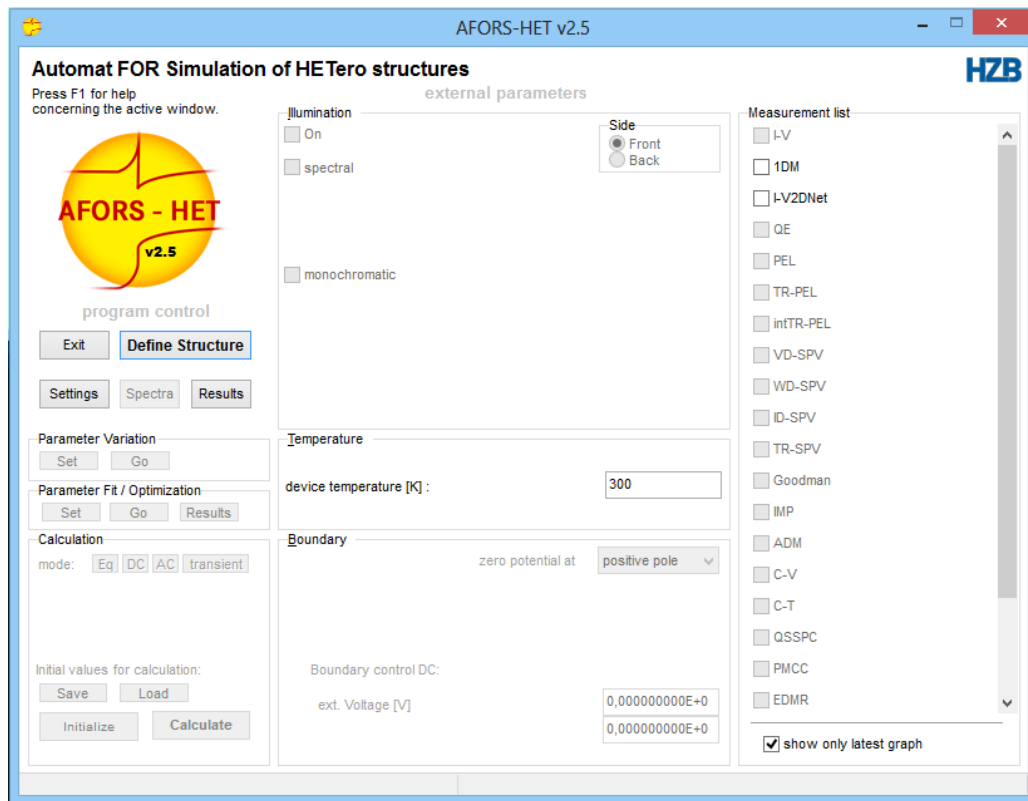 AFORS-HET v2.5
Automat FOR Simulation of HETero structures
HZB
Press F1 for help
concerning the active window.
external parameters
AFORS - HET
v2.5
program control
Exit
Define Structure
Settings
Spectra
Results
Parameter Variation
Set
Go
Parameter Fit / Optimization
Set
Go
Results
Calculation
mode:
Eq
DC
AC
transient
Initial values for calculation:
Save
Load
Initialize
Calculate
Illumination
On
spectral
monochromatic
Side
Front
Back
Temperature
device temperature [K] :
300
Boundary
zero potential at
positive pole
Boundary control DC:
ext. Voltage [V]
0,000000000E+0
0,000000000E+0
Measurement list
I-V
1DM
I-V2DNet
QE
PEL
TR-PEL
intTR-PEL
VD-SPV
WD-SPV
ID-SPV
TR-SPV
Goodman
IMP
ADM
C-V
C-T
QSSPC
PMCC
EDMR
show only latest graph